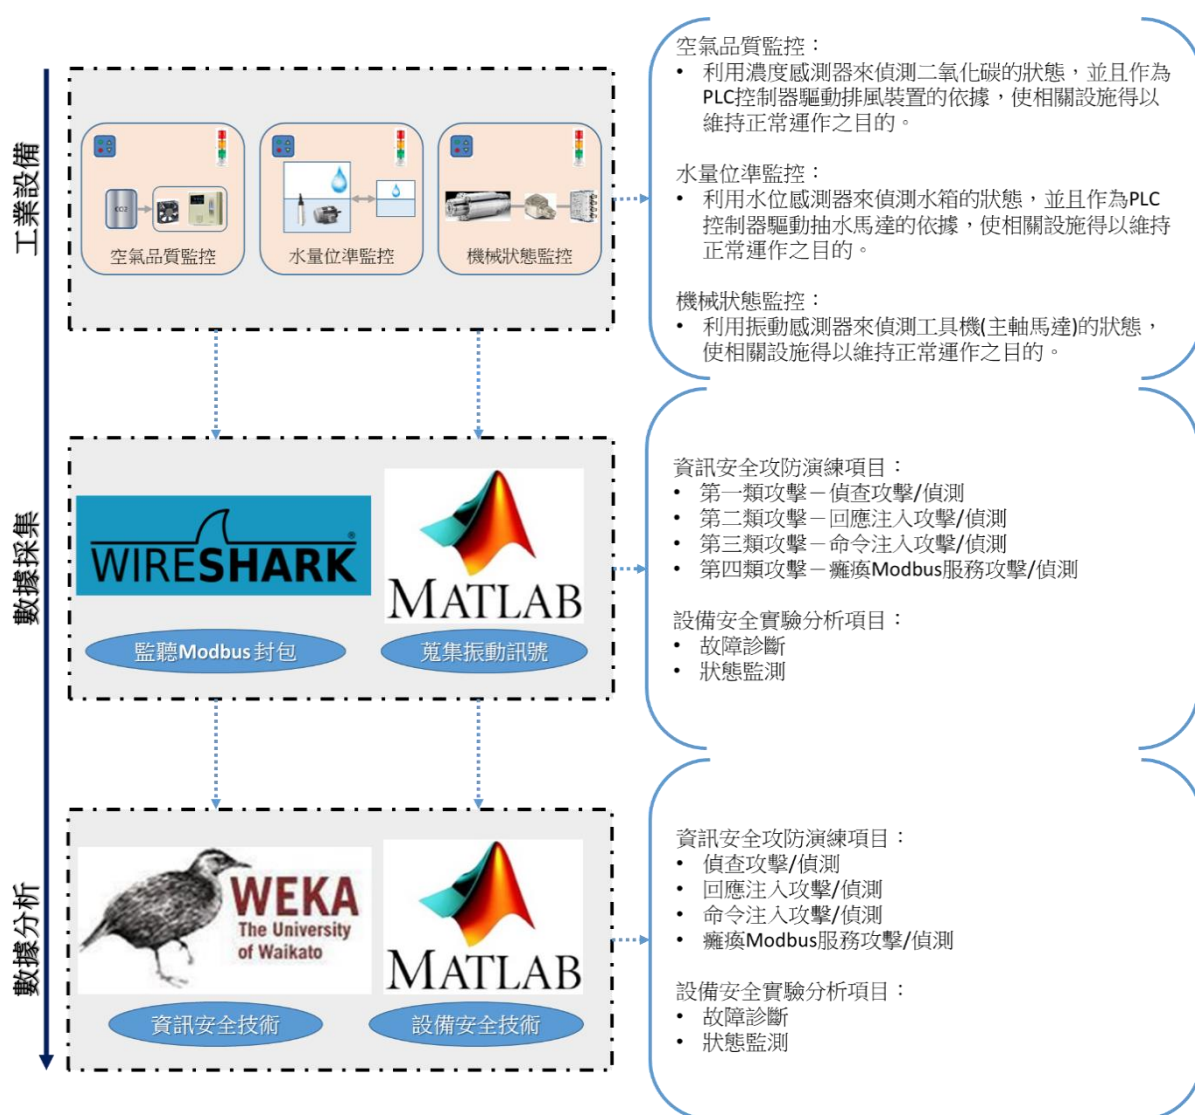 工業設備
CO2
空氣品質監控
水量位準監控
機械狀態監控
空氣品質監控：
• 利用濃度感測器來偵測二氧化碳的狀態，並且作為
PLC控制器驅動排風裝置的依據，使相關設施得以
維持正常運作之目的。
水量位準監控：
• 利用水位感測器來偵測水箱的狀態，並且作為PLC
控制器驅動抽水馬達的依據，使相關設施得以維持
正常運作之目的。
機械狀態監控：
• 利用振動感測器來偵測工具機(主軸馬達)的狀態，
使相關設施得以維持正常運作之目的。
數據採集
WIRESHARK®
監聽Modbus 封包
MATLAB
蒐集振動訊號
資訊安全攻防演練項目：
• 第一類攻擊－偵查攻擊/偵測
• 第二類攻擊－回應注入攻擊/偵測
• 第三類攻擊－命令注入攻擊/偵測
• 第四類攻擊－癱瘓Modbus服務攻擊/偵測
設備安全實驗分析項目：
• 故障診斷
• 狀態監測
數據分析
WEKA
The University
of Waikato
資訊安全技術
MATLAB
設備安全技術
資訊安全攻防演練項目：
• 偵查攻擊/偵測
• 回應注入攻擊/偵測
• 命令注入攻擊/偵測
• 癱瘓Modbus服務攻擊/偵測
設備安全實驗分析項目：
• 故障診斷
• 狀態監測